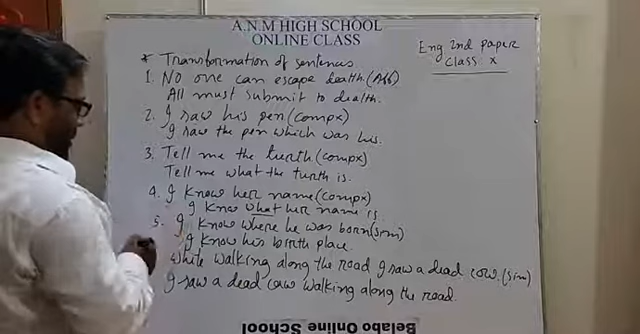 A.N.M HIGH SCHOOL
ONLINE CLASS
Eng 2nd paper
Class: X
* Transformation of sentences
1. No one can escape death. (Aff)
All must submit to death.
2. I saw his pen (compx)
I saw the pen which was his.
3. Tell me the turth. (compx)
Tell me what the turth is.
4. I know her name (compx)
I know what her name is.
5. I know where he was born (sim)
I know his birth place.
While walking along the road I saw a dead cow. (sim)
I saw a dead cow walking along the road.
Belabo Online School